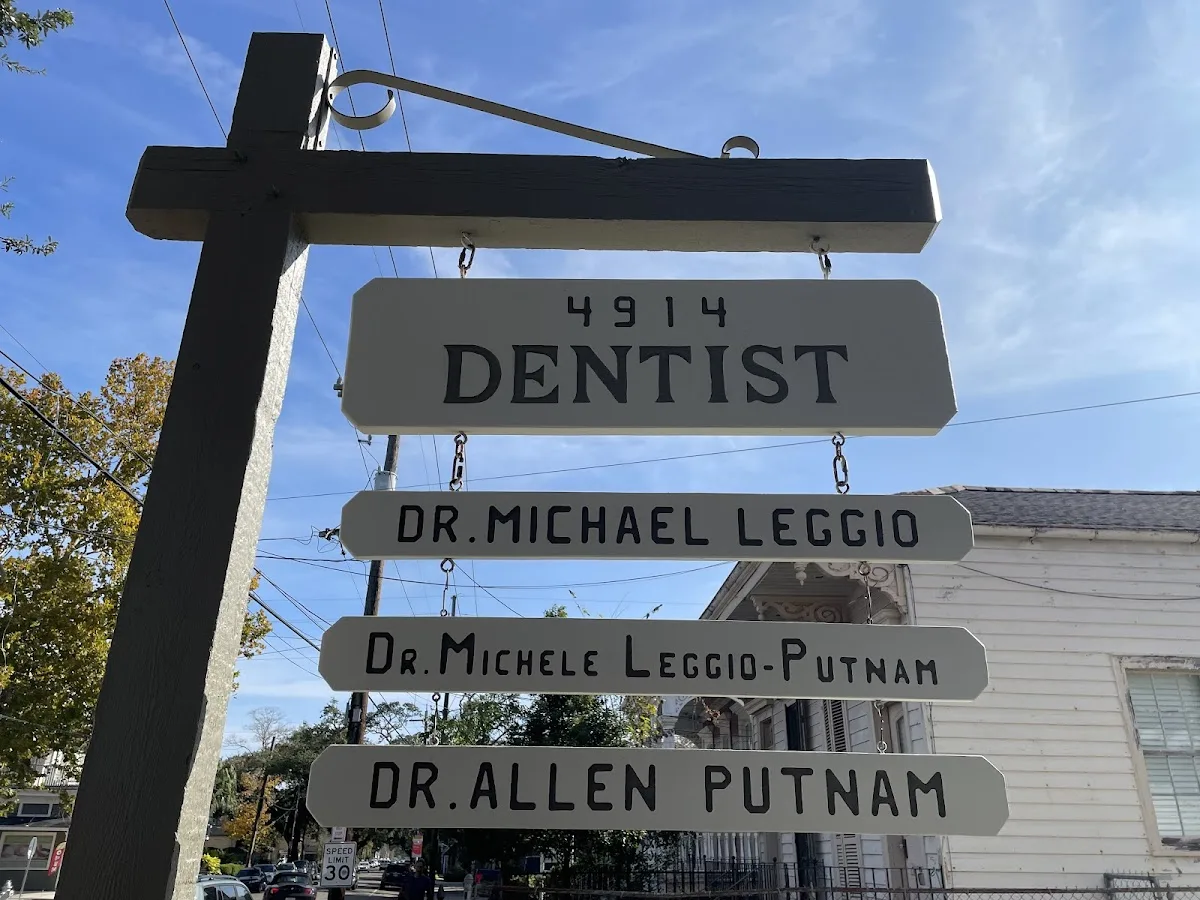 4914
DENTIST
DR. MICHAEL LEGGIO
DR. MICHELE LEGGIO-PUTNAM
DR. ALLEN PUTNAM
SPEED
LIMIT
30